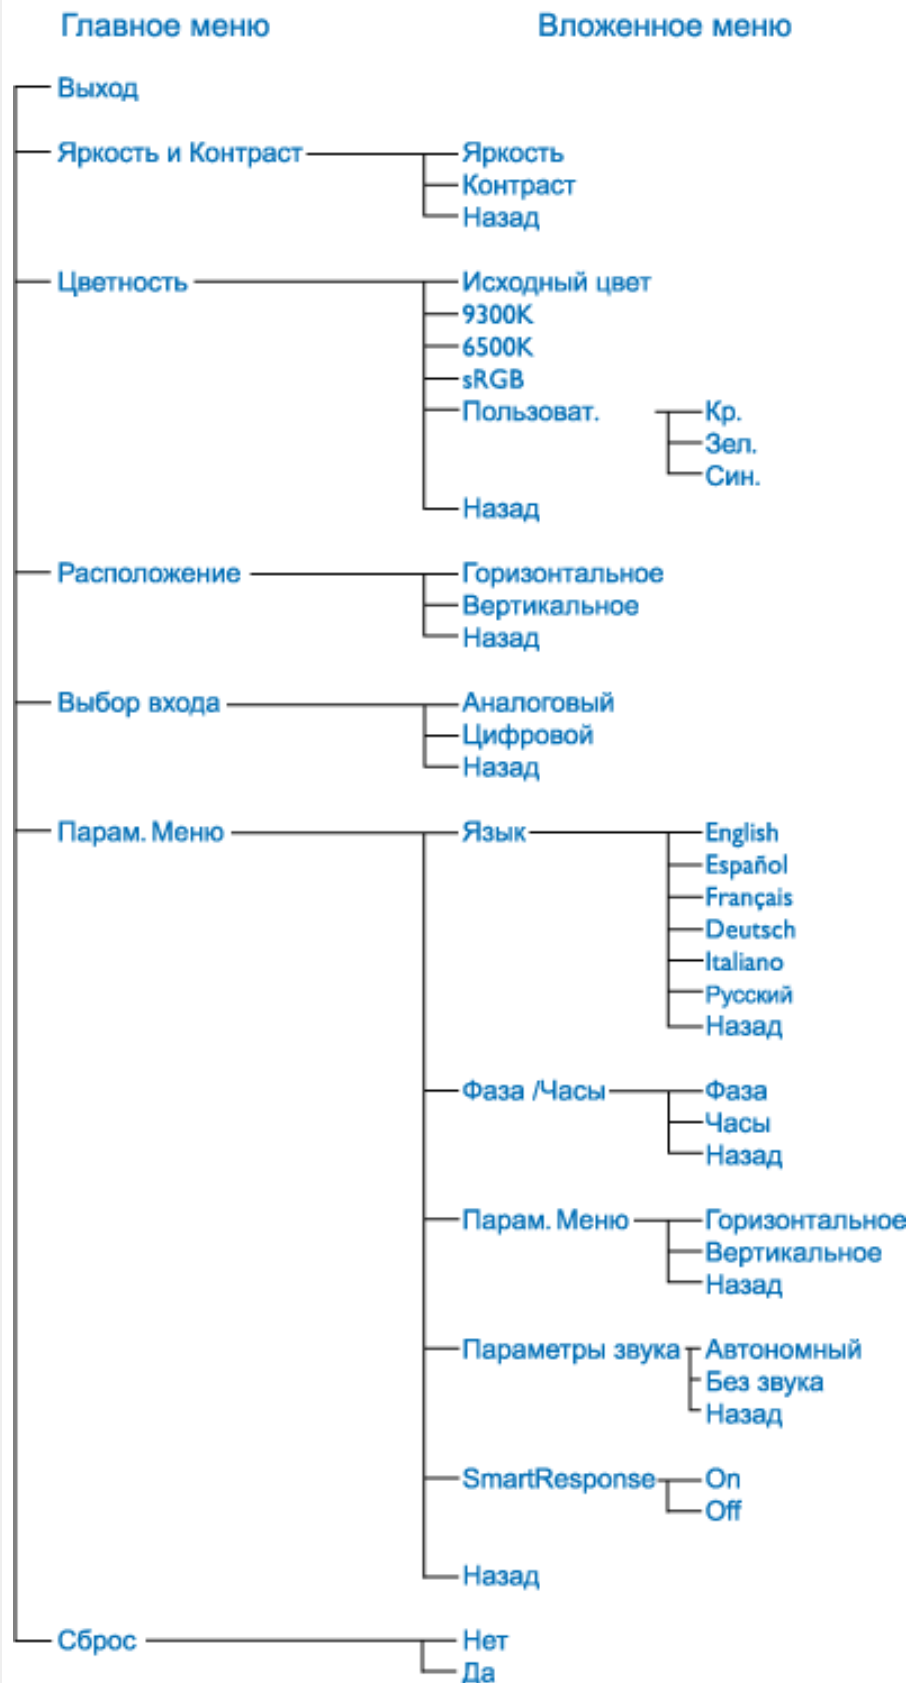 Главное меню Вложенное меню
Выход
Яркость и Контраст Яркость
Контраст
Назад
Цветность Исходный цвет
9300K
6500K
sRGB
Пользоват. Кр.
Зел.
Син.
Назад
Расположение Горизонтальное
Вертикальное
Назад
Выбор входа Аналоговый
Цифровой
Назад
Парам. Меню Язык English
Español
Français
Deutsch
Italiano
Русский
Назад
Фаза /Часы Фаза
Часы
Назад
Парам. Меню Горизонтальное
Вертикальное
Назад
Параметры звука Автономный
Без звука
Назад
SmartResponse On
Off
Назад
Сброс Нет
Да